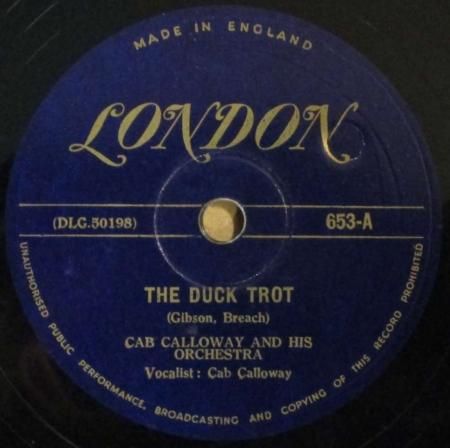 MADE IN ENGLAND
LONDON
(DLG.50198) 653-A
THE DUCK TROT
(Gibson, Breach)
CAB CALLOWAY AND HIS
ORCHESTRA
Vocalist: Cab Calloway
UNAUTHORISED PUBLIC PERFORMANCE, BROADCASTING AND COPYING OF THIS RECORD PROHIBITED